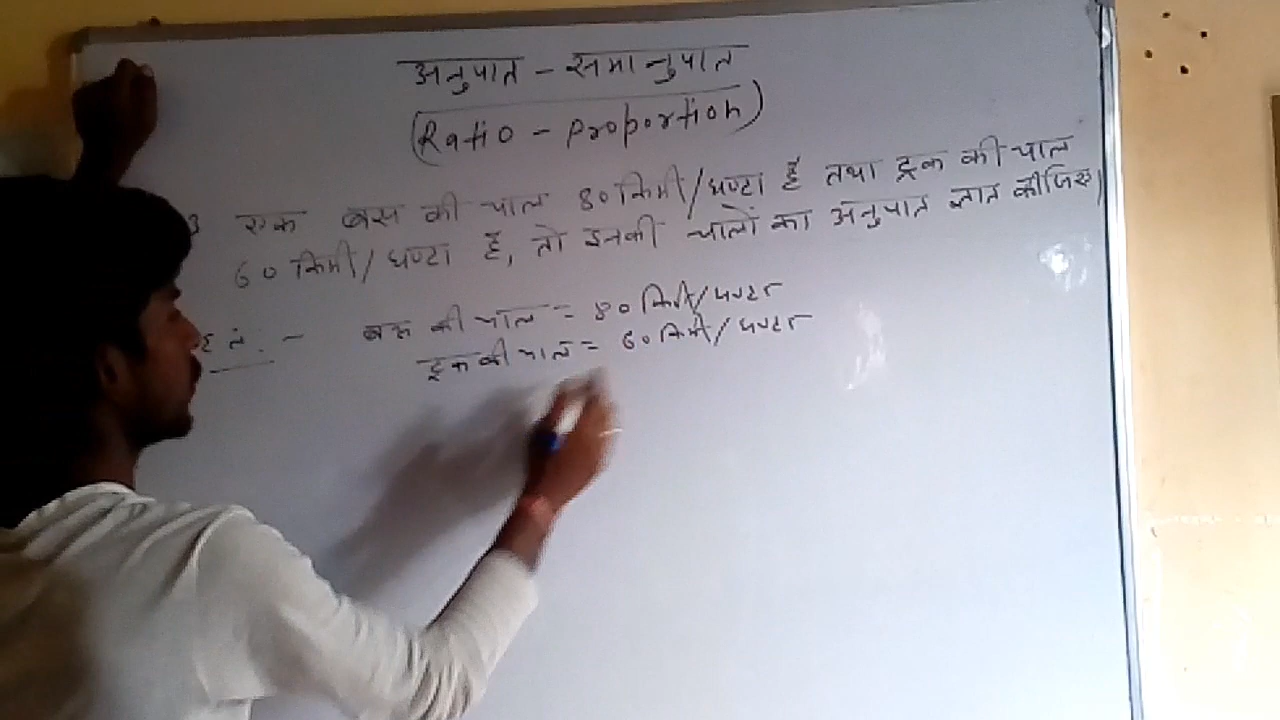 अनुपात - समानुपात
(Ratio - Proportion)
एक बस की चाल 80 किमी/घण्टा है तथा ट्रक की चाल
60 किमी/घण्टा है, तो इनकी चालों का अनुपात ज्ञात कीजिए।
बस की चाल = 80 किमी/घण्टा
ट्रक की चाल = 60 किमी/घण्टा